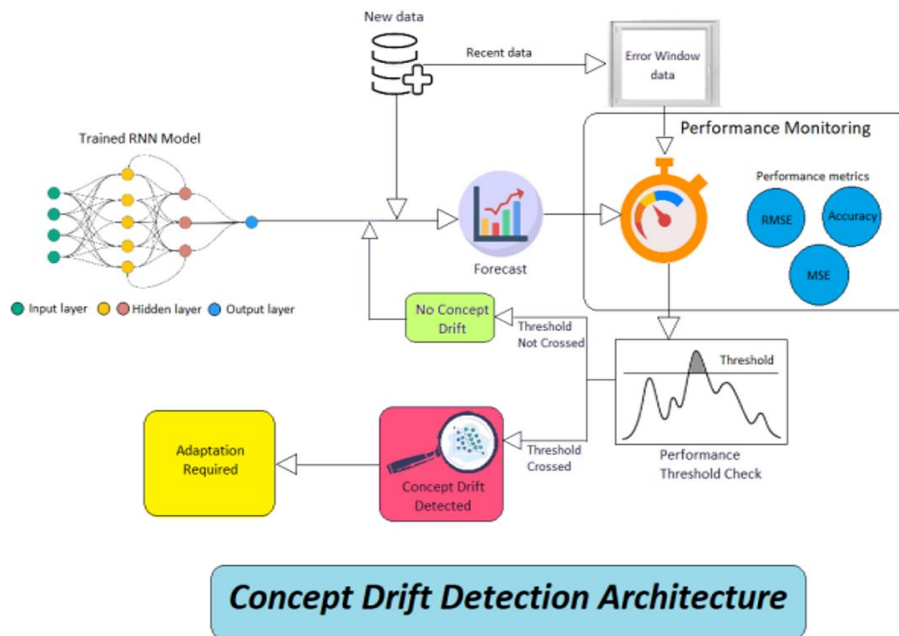 New data
Recent data
Error Window
data
Trained RNN Model
Performance Monitoring
Performance metrics
RMSE
Accuracy
MSE
Forecast
Input layer
Hidden layer
Output layer
No Concept
Drift
Threshold
Not Crossed
Threshold
Performance
Threshold Check
Threshold
Crossed
Concept Drift
Detected
Adaptation
Required
Concept Drift Detection Architecture